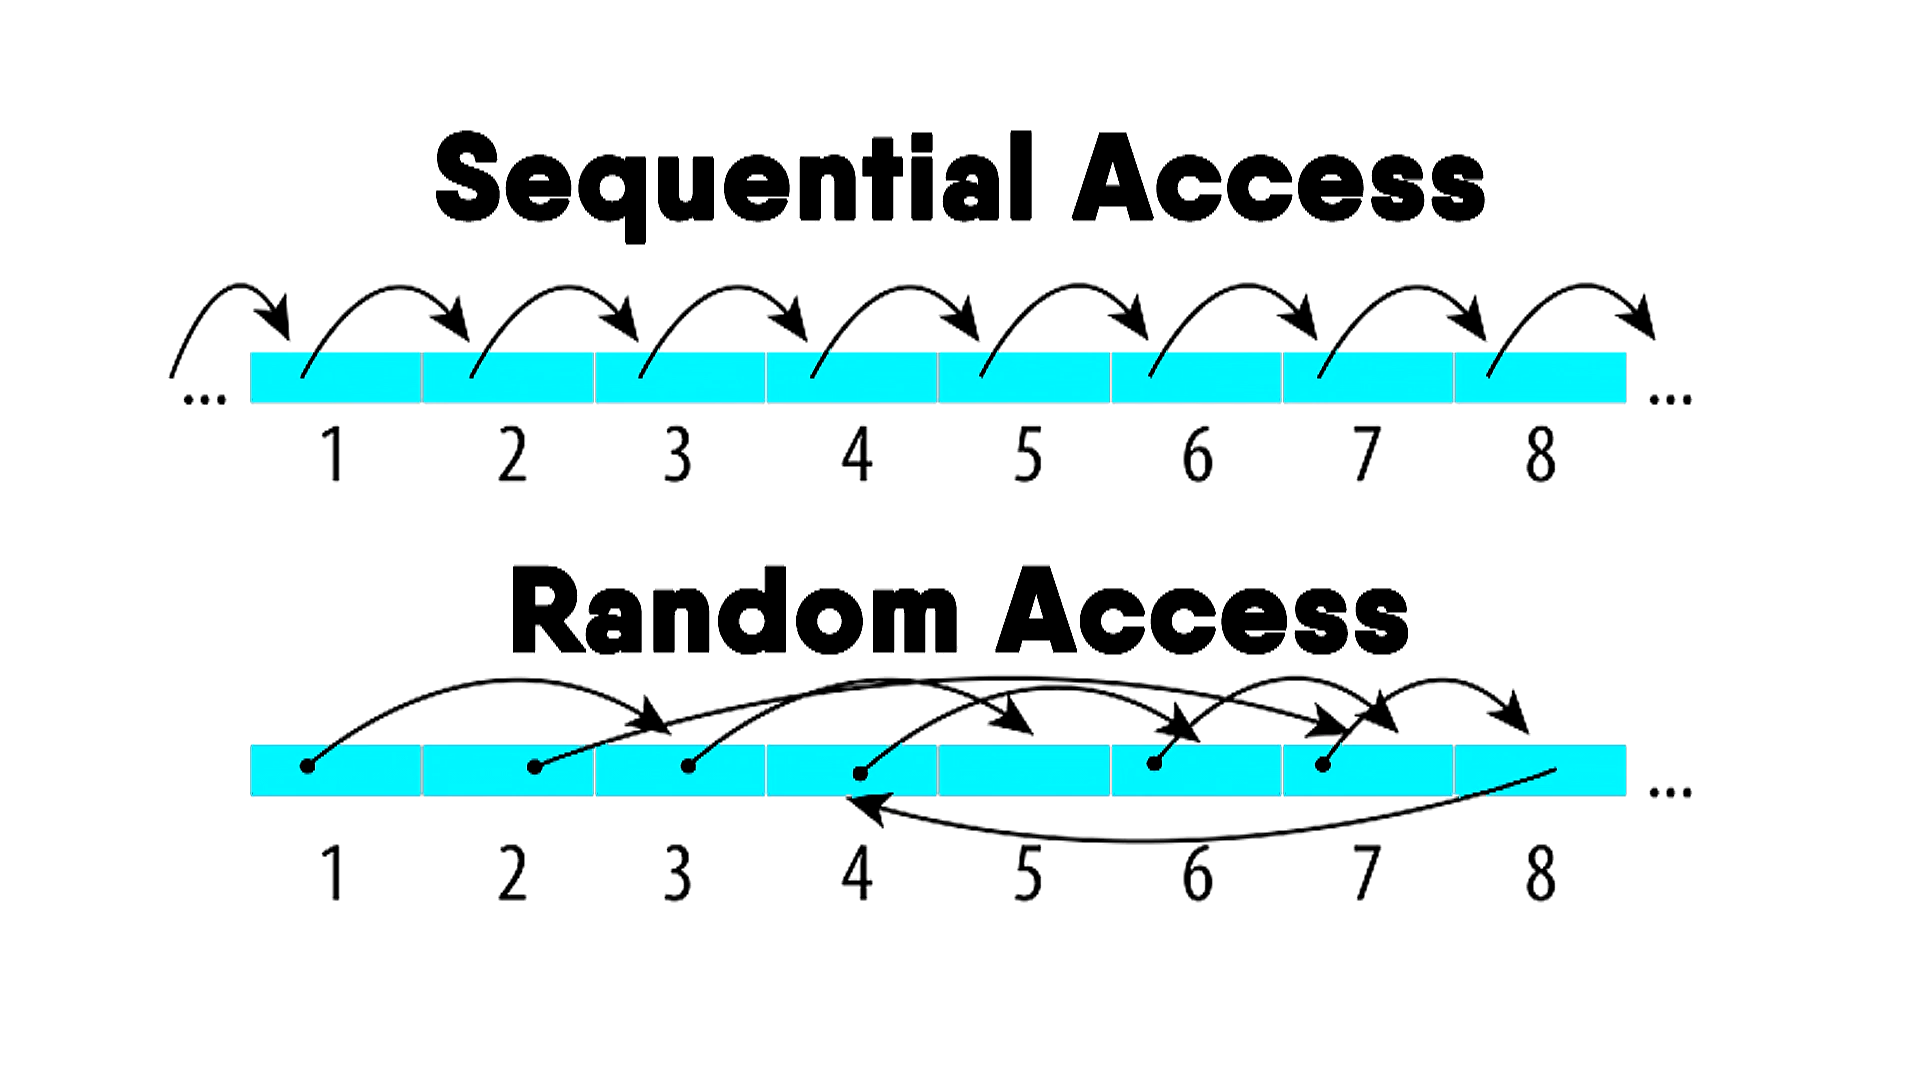 Sequential Access
... ...
1 2 3 4 5 6 7 8
Random Access
...
1 2 3 4 5 6 7 8